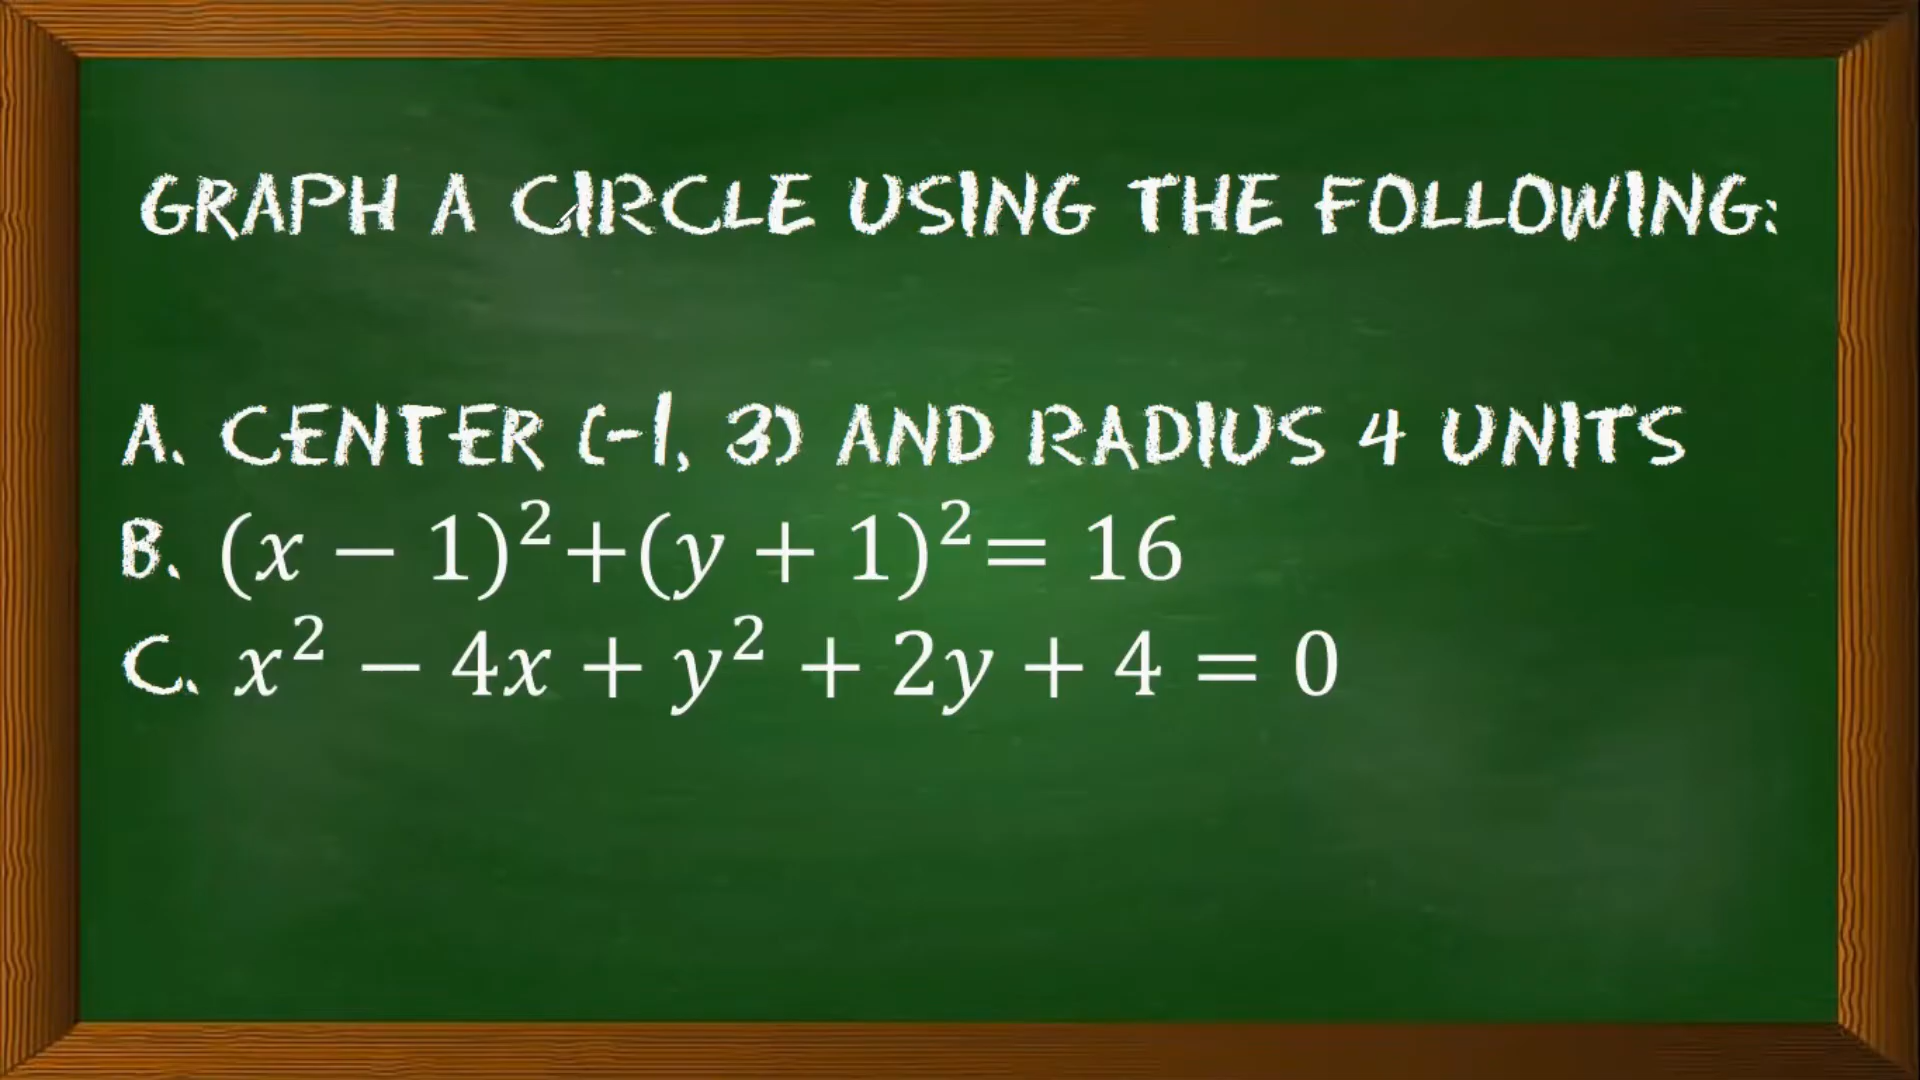 GRAPH A CIRCLE USING THE FOLLOWING:
A. CENTER (-1, 3) AND RADIUS 4 UNITS
B. (x − 1)²+(y + 1)²= 16
C. x² − 4x + y² + 2y + 4 = 0